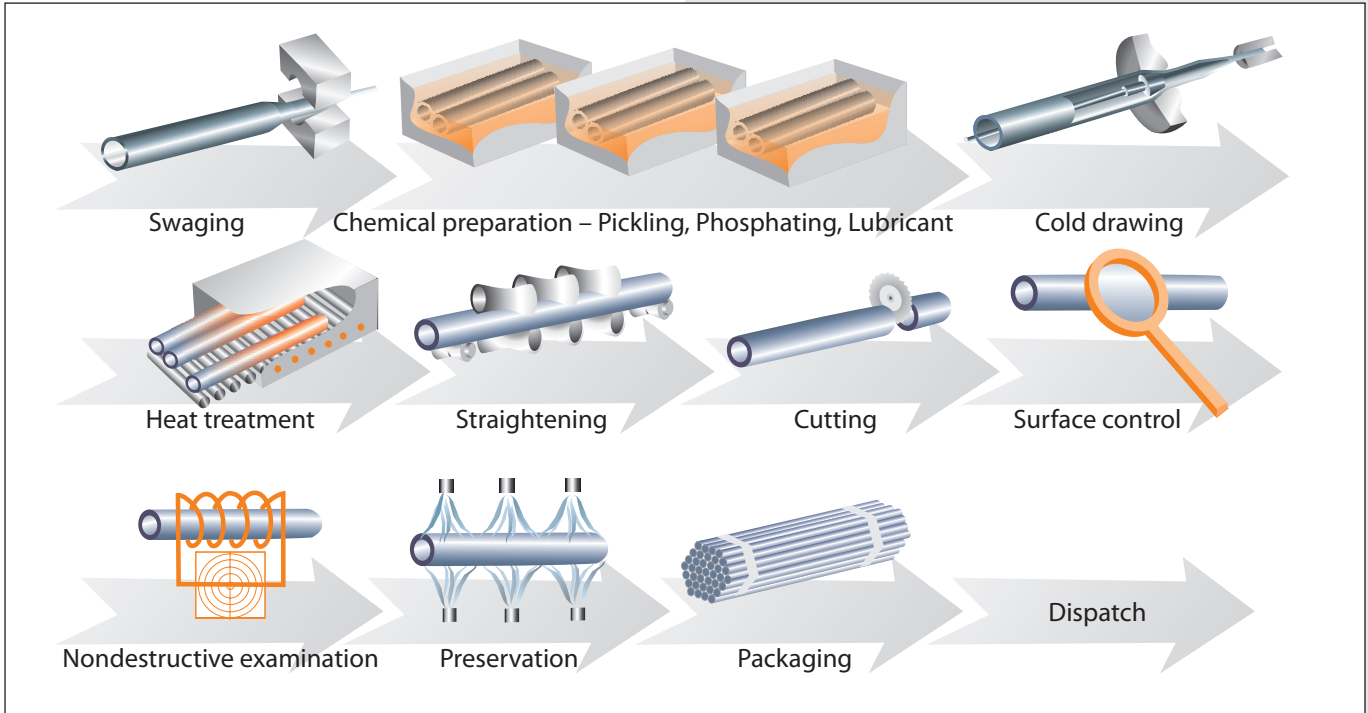 Swaging
Chemical preparation – Pickling, Phosphating, Lubricant
Cold drawing
Heat treatment
Straightening
Cutting
Surface control
Nondestructive examination
Preservation
Packaging
Dispatch